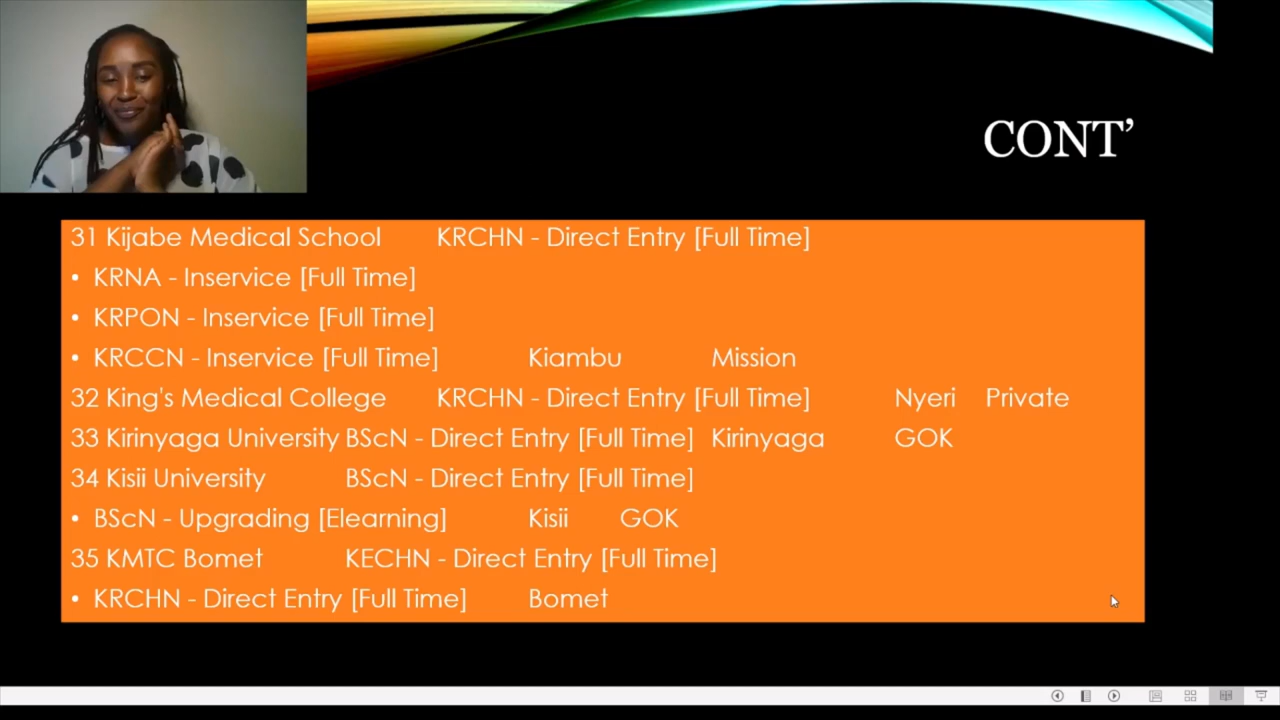 CONT’
31 Kijabe Medical School KRCHN - Direct Entry [Full Time]
• KRNA - Inservice [Full Time]
• KRPON - Inservice [Full Time]
• KRCCN - Inservice [Full Time] Kiambu Mission
32 King's Medical College KRCHN - Direct Entry [Full Time] Nyeri Private
33 Kirinyaga University BScN - Direct Entry [Full Time] Kirinyaga GOK
34 Kisii University BScN - Direct Entry [Full Time]
• BScN - Upgrading [Elearning] Kisii GOK
35 KMTC Bomet KECHN - Direct Entry [Full Time]
• KRCHN - Direct Entry [Full Time] Bomet